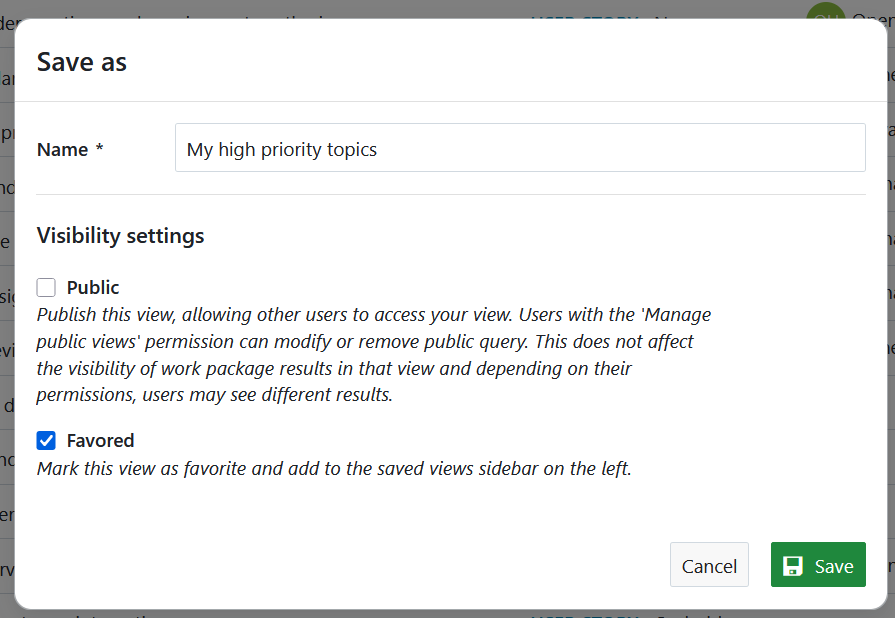 Save as
Name *
My high priority topics
Visibility settings
Public
Publish this view, allowing other users to access your view. Users with the 'Manage
public views' permission can modify or remove public query. This does not affect
the visibility of work package results in that view and depending on their
permissions, users may see different results.
Favored
Mark this view as favorite and add to the saved views sidebar on the left.
Cancel
Save